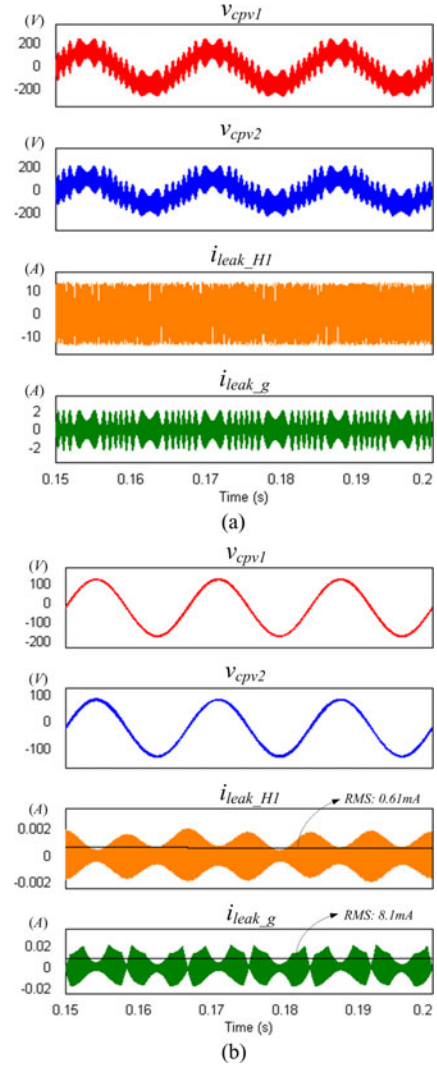 (V)
v_cpv1
200
0
-200
(V)
v_cpv2
200
0
-200
(A)
i_leak_H1
10
0
-10
(A)
i_leak_g
2
0
-2
0.15 0.16 0.17 0.18 0.19 0.2
Time (s)
(a)
(V)
v_cpv1
100
0
-100
-200
(V)
v_cpv2
100
0
-100
(A)
i_leak_H1
RMS: 0.61mA
0.002
0
-0.002
(A)
i_leak_g
RMS: 8.1mA
0.02
0
-0.02
0.15 0.16 0.17 0.18 0.19 0.2
Time (s)
(b)